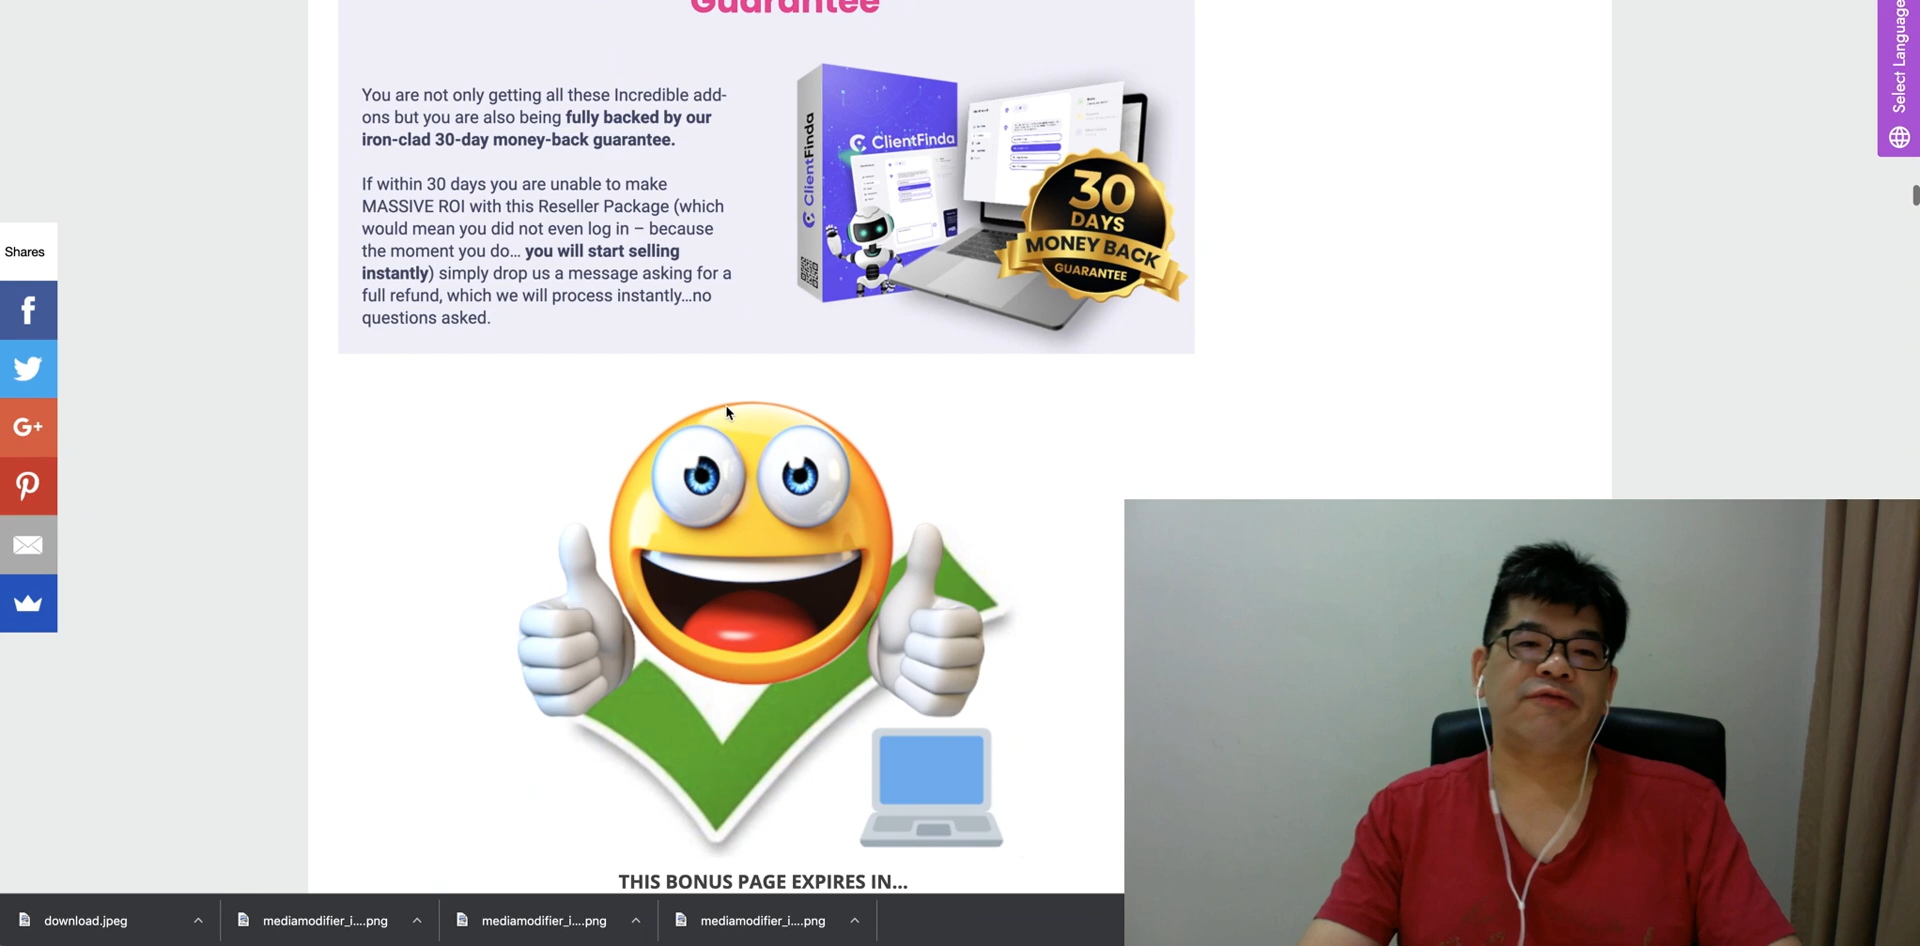 Guarantee
You are not only getting all these Incredible add-
ons but you are also being fully backed by our
iron-clad 30-day money-back guarantee.
If within 30 days you are unable to make
MASSIVE ROI with this Reseller Package (which
would mean you did not even log in – because
the moment you do... you will start selling
instantly) simply drop us a message asking for a
full refund, which we will process instantly...no
questions asked.
ClientFinda
ClientFinda
30
DAYS
MONEY BACK
GUARANTEE
Select Language
Shares
f
G+
THIS BONUS PAGE EXPIRES IN...
download.jpeg
mediamodifier_i....png
mediamodifier_i....png
mediamodifier_i....png